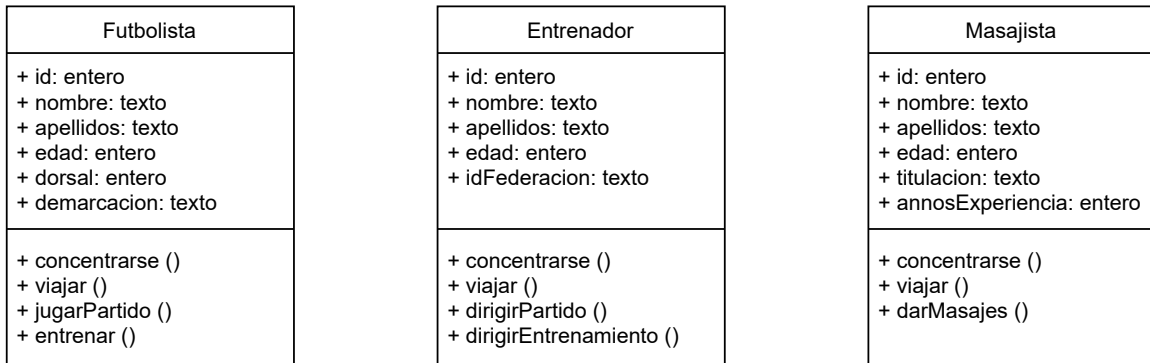 Futbolista
+ id: entero
+ nombre: texto
+ apellidos: texto
+ edad: entero
+ dorsal: entero
+ demarcacion: texto
+ concentrarse ()
+ viajar ()
+ jugarPartido ()
+ entrenar ()
Entrenador
+ id: entero
+ nombre: texto
+ apellidos: texto
+ edad: entero
+ idFederacion: texto
+ concentrarse ()
+ viajar ()
+ dirigirPartido ()
+ dirigirEntrenamiento ()
Masajista
+ id: entero
+ nombre: texto
+ apellidos: texto
+ edad: entero
+ titulacion: texto
+ annosExperiencia: entero
+ concentrarse ()
+ viajar ()
+ darMasajes ()